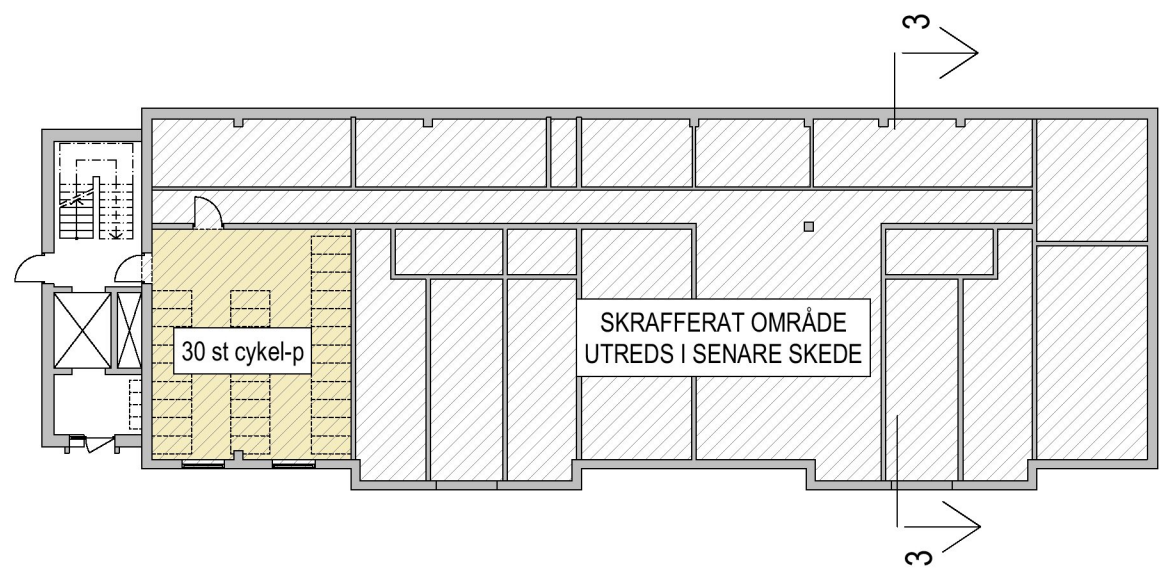 3
30 st cykel-p
SKRAFFERAT OMRÅDE
UTREDS I SENARE SKEDE
3